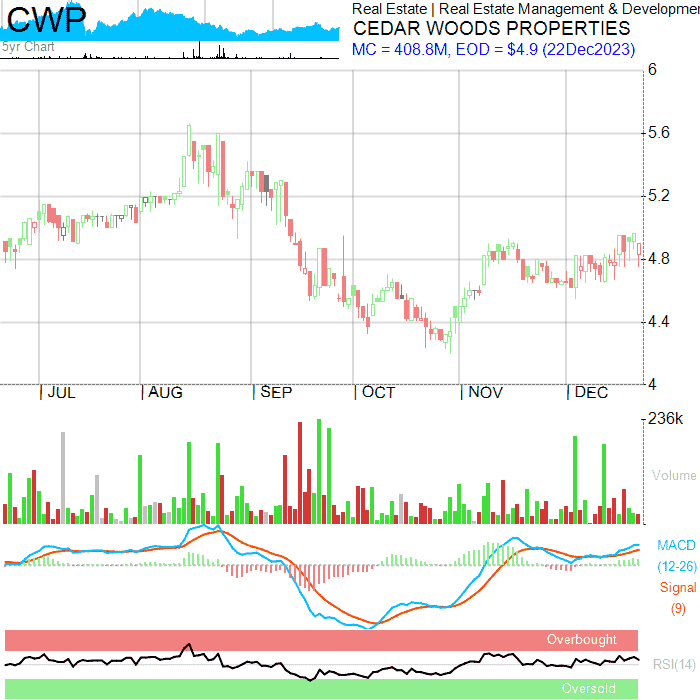 CWP
5yr Chart
Real Estate | Real Estate Management & Developmen
CEDAR WOODS PROPERTIES
MC = 408.8M, EOD = $4.9 (22Dec2023)
6
5.6
5.2
4.8
4.4
4
| JUL | AUG | SEP | OCT | NOV | DEC
236k
Volume
MACD
(12-26)
Signal
(9)
Overbought
RSI(14)
Oversold